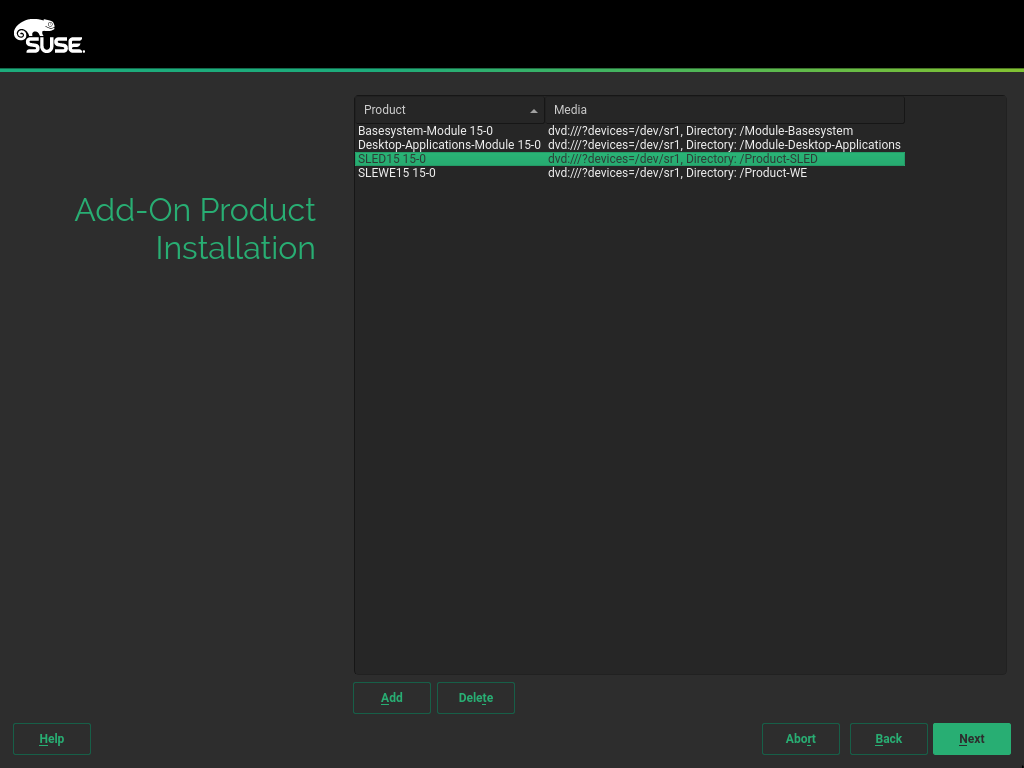 SUSE.
Add-On Product
Installation
Product Media
Basesystem-Module 15-0 dvd:///?devices=/dev/sr1, Directory: /Module-Basesystem
Desktop-Applications-Module 15-0 dvd:///?devices=/dev/sr1, Directory: /Module-Desktop-Applications
SLED15 15-0 dvd:///?devices=/dev/sr1, Directory: /Product-SLED
SLEWE15 15-0 dvd:///?devices=/dev/sr1, Directory: /Product-WE
Add Delete
Help Abort Back Next